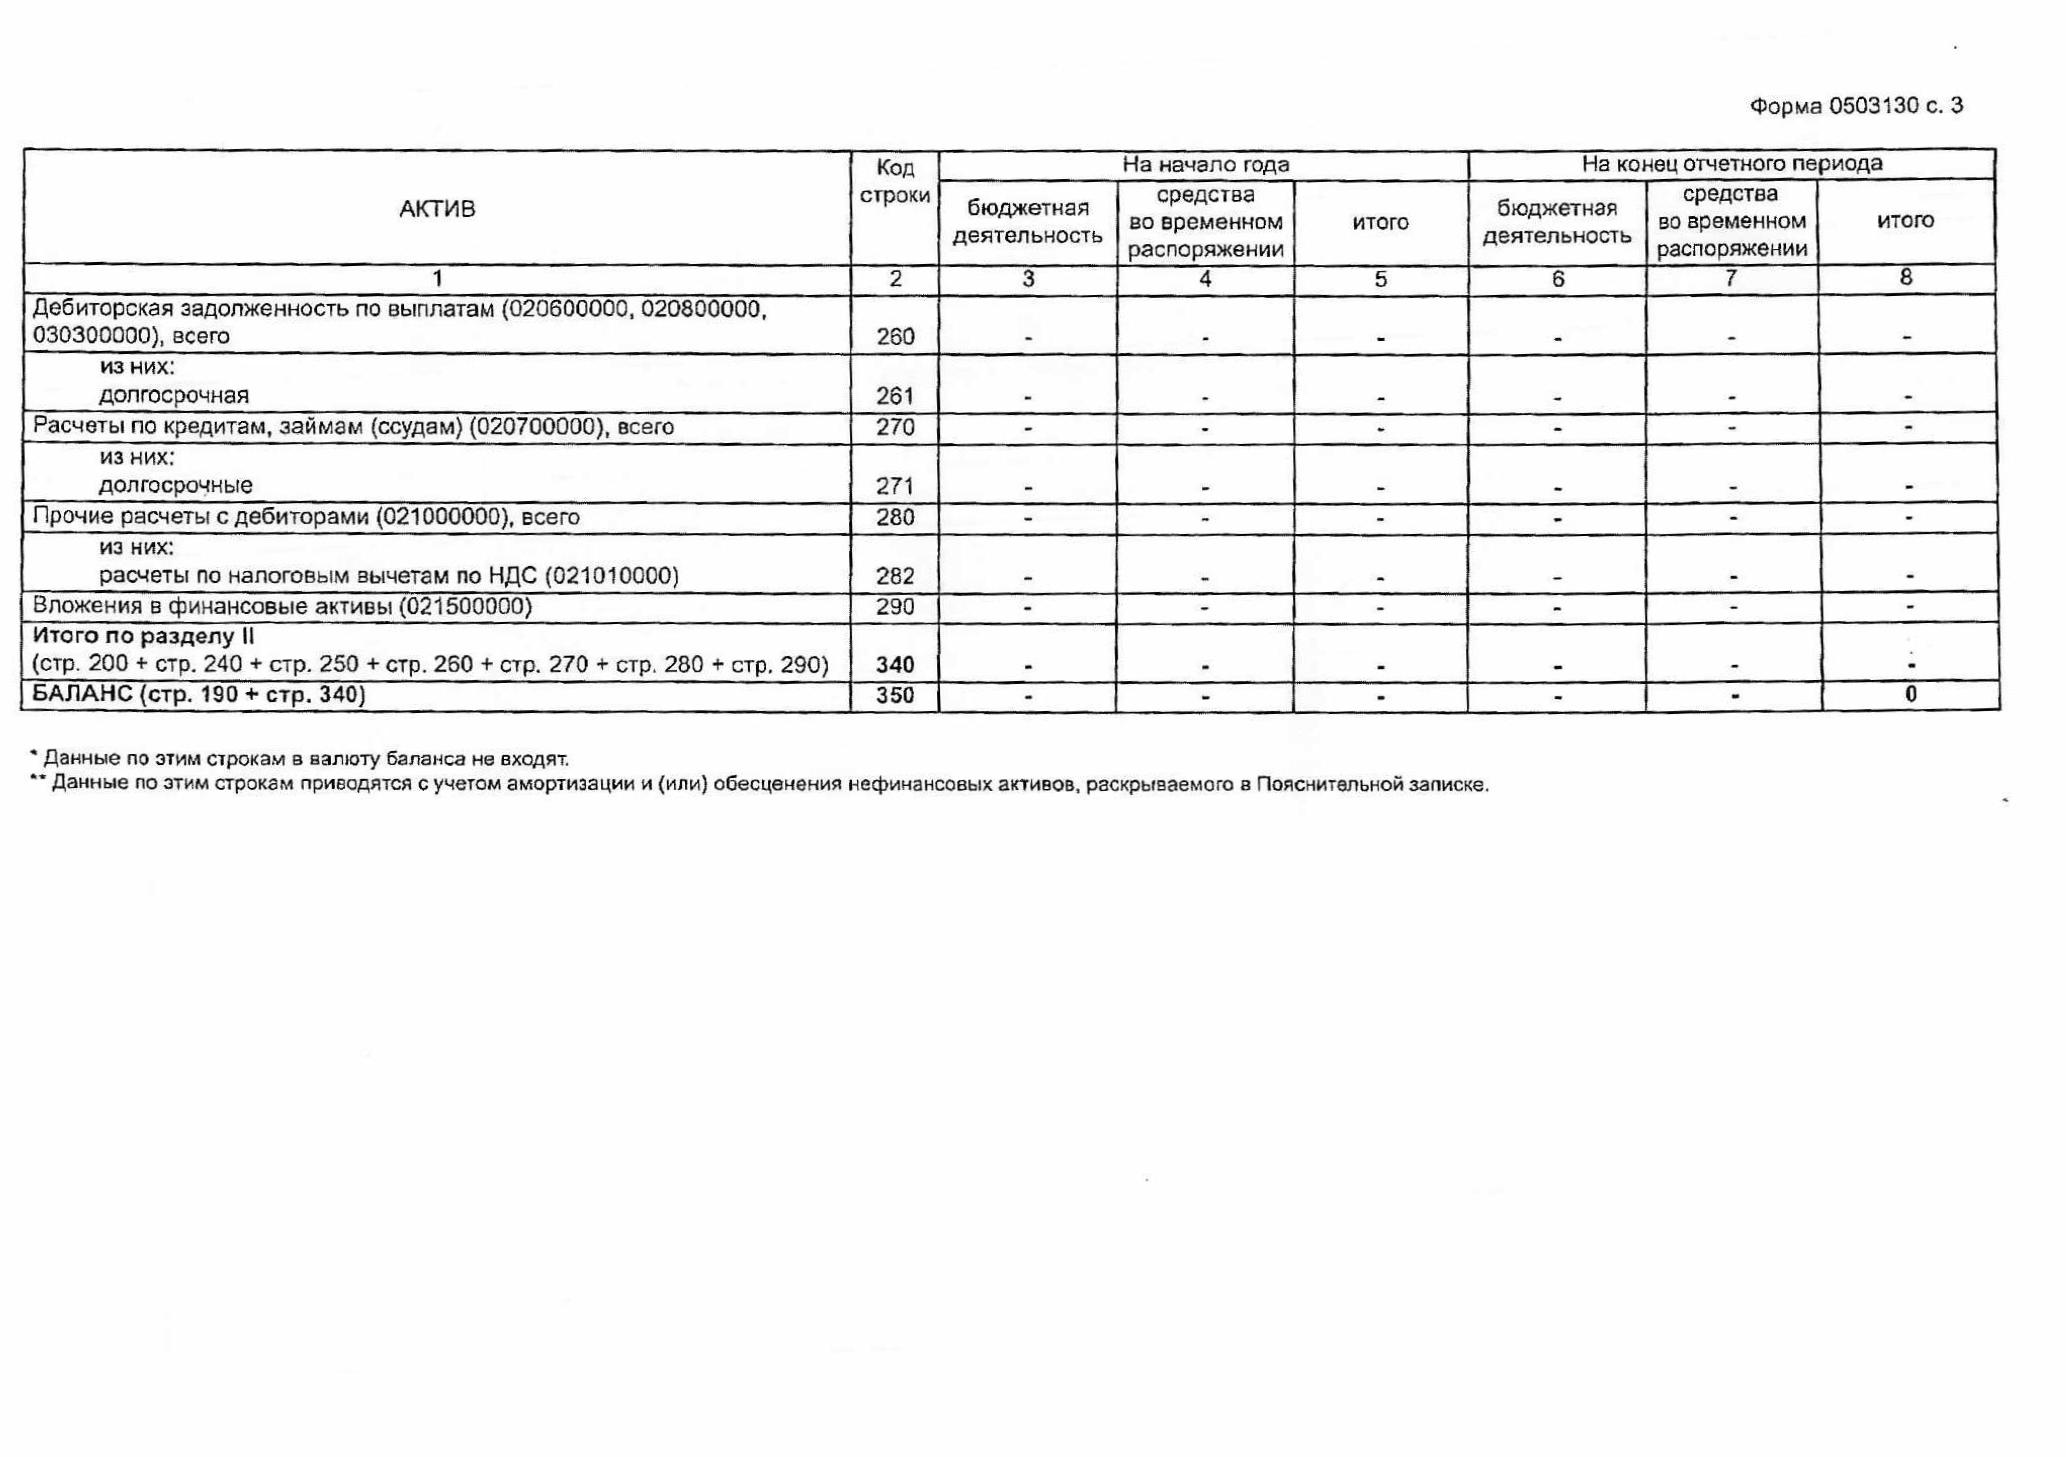 Форма 0503130 с. 3
АКТИВ
Код
строки
На начало года
На конец отчетного периода
бюджетная
деятельность
средства
во временном
распоряжении
итого
бюджетная
деятельность
средства
во временном
распоряжении
итого
1 2 3 4 5 6 7 8
Дебиторская задолженность по выплатам (020600000, 020800000,
030300000), всего 260 - - - - - -
из них:
долгосрочная 261 - - - - - -
Расчеты по кредитам, займам (ссудам) (020700000), всего 270 - - - - - -
из них:
долгосрочные 271 - - - - - -
Прочие расчеты с дебиторами (021000000), всего 280 - - - - - -
из них:
расчеты по налоговым вычетам по НДС (021010000) 282 - - - - - -
Вложения в финансовые активы (021500000) 290 - - - - - -
Итого по разделу II
(стр. 200 + стр. 240 + стр. 250 + стр. 260 + стр. 270 + стр. 280 + стр. 290) 340 - - - - - -
БАЛАНС (стр. 190 + стр. 340) 350 - - - - - 0
* Данные по этим строкам в валюту баланса не входят.
** Данные по этим строкам приводятся с учетом амортизации и (или) обесценения нефинансовых активов, раскрываемого в Пояснительной записке.